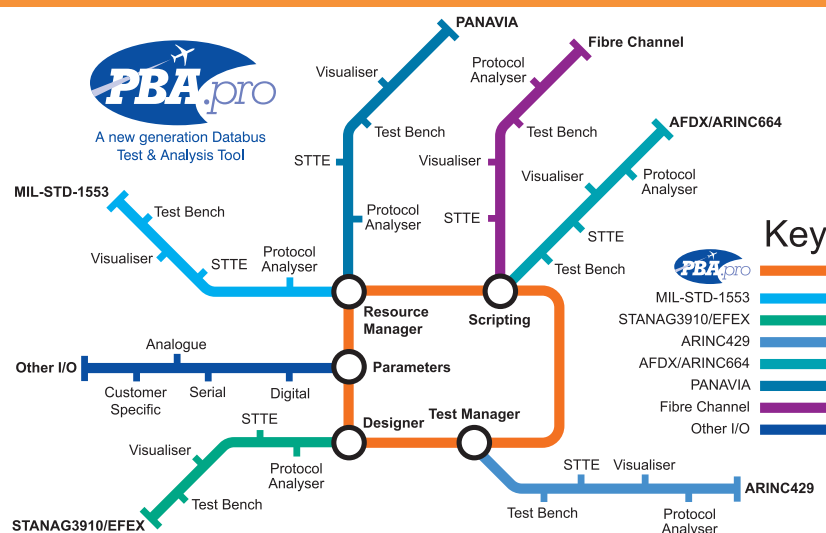 PBA.pro
A new generation Databus
Test & Analysis Tool
PANAVIA
Visualiser
Test Bench
STTE
Protocol
Analyser
Fibre Channel
Protocol
Analyser
Test Bench
Visualiser
STTE
AFDX/ARINC664
Visualiser
Protocol
Analyser
STTE
Test Bench
MIL-STD-1553
Test Bench
Visualiser
STTE
Protocol
Analyser
Resource
Manager
Scripting
Other I/O
Analogue
Customer
Specific
Serial
Digital
Parameters
Designer
Test Manager
STTE
Visualiser
Protocol
Analyser
Test Bench
STANAG3910/EFEX
STTE
Visualiser
Test Bench
Protocol
Analyser
ARINC429
Key
PBA.pro
MIL-STD-1553
STANAG3910/EFEX
ARINC429
AFDX/ARINC664
PANAVIA
Fibre Channel
Other I/O